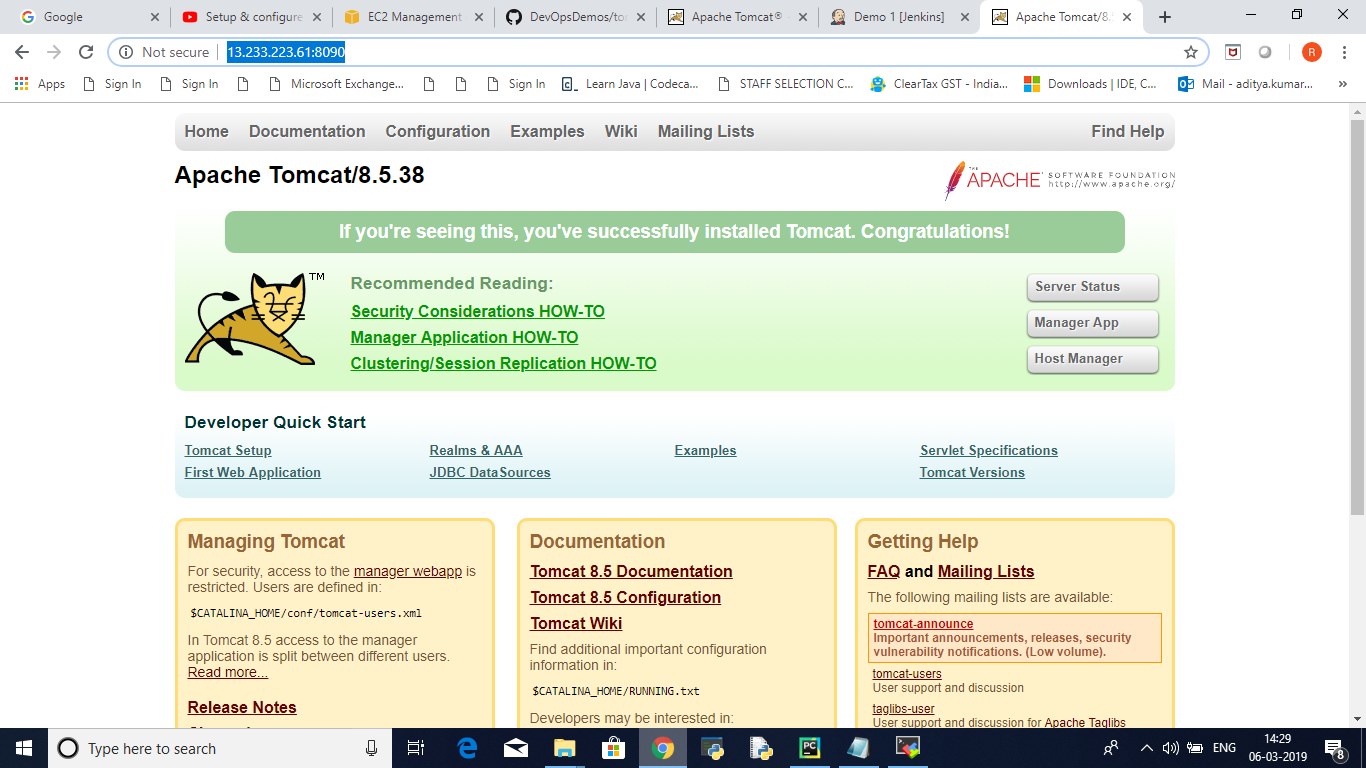 Google
Setup & configure
EC2 Management
DevOpsDemos/to
Apache Tomcat®
Demo 1 [Jenkins]
Apache Tomcat/8.5
Not secure
13.233.223.61:8090
R
Apps
Sign In
Sign In
Microsoft Exchange...
Sign In
Learn Java | Codeca...
STAFF SELECTION C...
ClearTax GST - India...
Downloads | IDE, C...
Mail - aditya.kumar...
»
Home Documentation Configuration Examples Wiki Mailing Lists Find Help
Apache Tomcat/8.5.38
THE
APACHE SOFTWARE FOUNDATION
http://www.apache.org/
If you're seeing this, you've successfully installed Tomcat. Congratulations!
TM
Recommended Reading:
Security Considerations HOW-TO
Manager Application HOW-TO
Clustering/Session Replication HOW-TO
Server Status
Manager App
Host Manager
Developer Quick Start
Tomcat Setup
First Web Application
Realms & AAA
JDBC DataSources
Examples
Servlet Specifications
Tomcat Versions
Managing Tomcat
For security, access to the manager webapp is
restricted. Users are defined in:
$CATALINA_HOME/conf/tomcat-users.xml
In Tomcat 8.5 access to the manager
application is split between different users.
Read more...
Release Notes
Documentation
Tomcat 8.5 Documentation
Tomcat 8.5 Configuration
Tomcat Wiki
Find additional important configuration
information in:
$CATALINA_HOME/RUNNING.txt
Developers may be interested in:
Getting Help
FAQ and Mailing Lists
The following mailing lists are available:
tomcat-announce
Important announcements, releases, security
vulnerability notifications. (Low volume).
tomcat-users
User support and discussion
taglibs-user
User support and discussion for Apache Taglibs
Type here to search
PC
ENG
14:29
06-03-2019
8